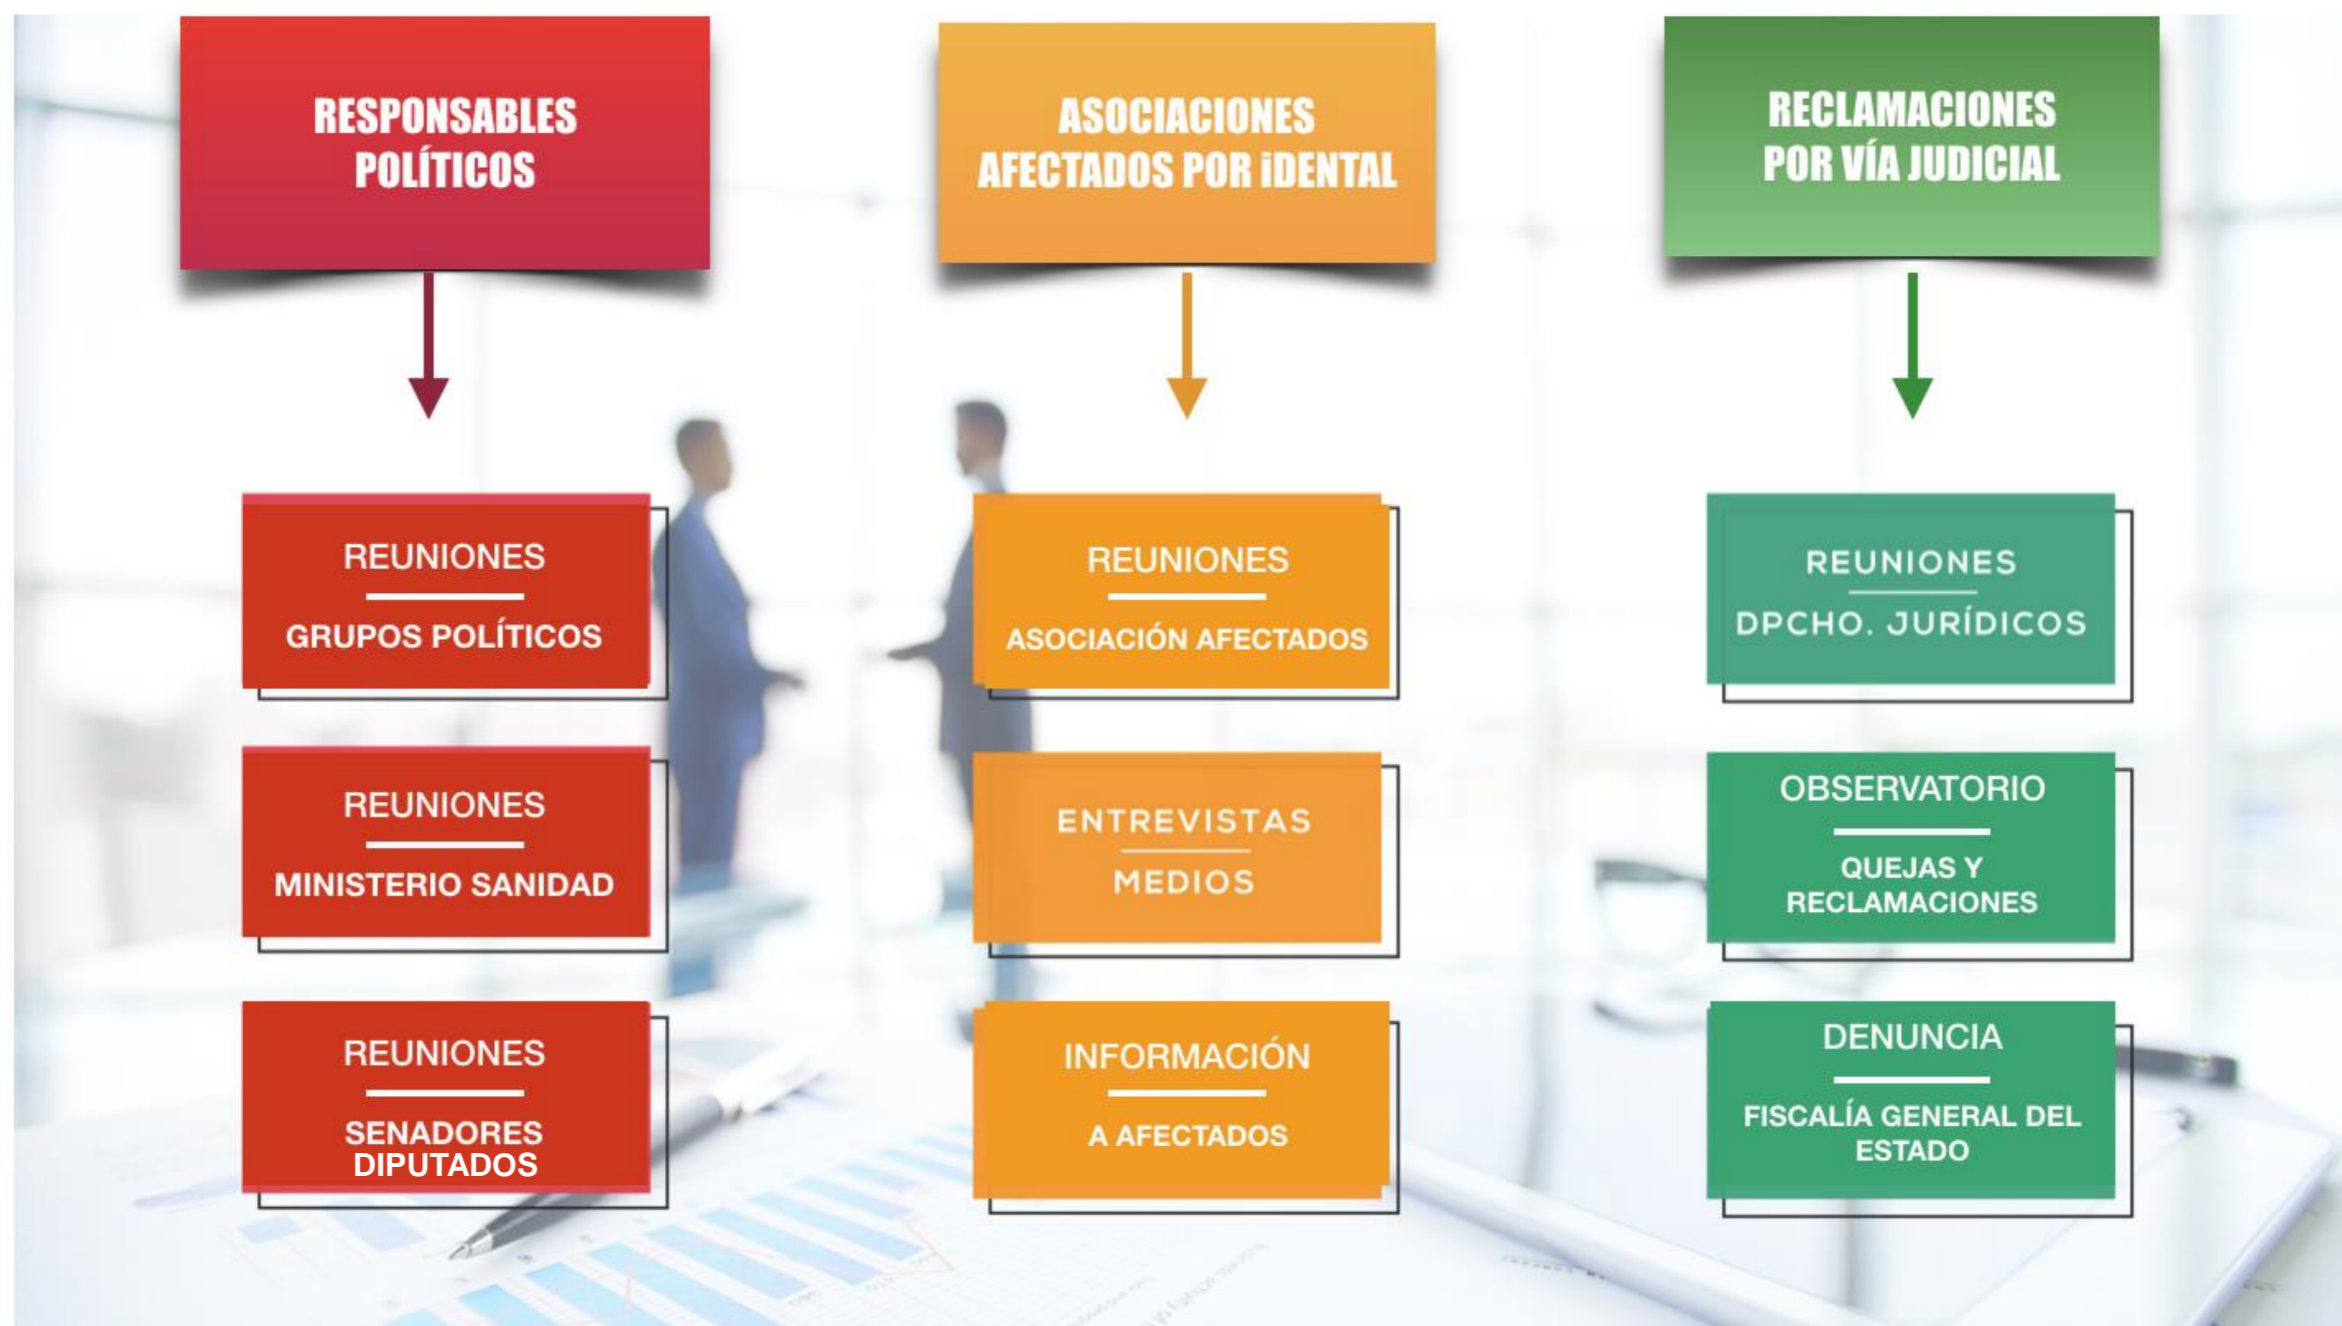 RESPONSABLES
POLÍTICOS
REUNIONES
GRUPOS POLÍTICOS
REUNIONES
MINISTERIO SANIDAD
REUNIONES
SENADORES
DIPUTADOS
ASOCIACIONES
AFECTADOS POR iDENTAL
REUNIONES
ASOCIACIÓN AFECTADOS
ENTREVISTAS
MEDIOS
INFORMACIÓN
A AFECTADOS
RECLAMACIONES
POR VÍA JUDICIAL
REUNIONES
DPCHO. JURÍDICOS
OBSERVATORIO
QUEJAS Y
RECLAMACIONES
DENUNCIA
FISCALÍA GENERAL DEL
ESTADO